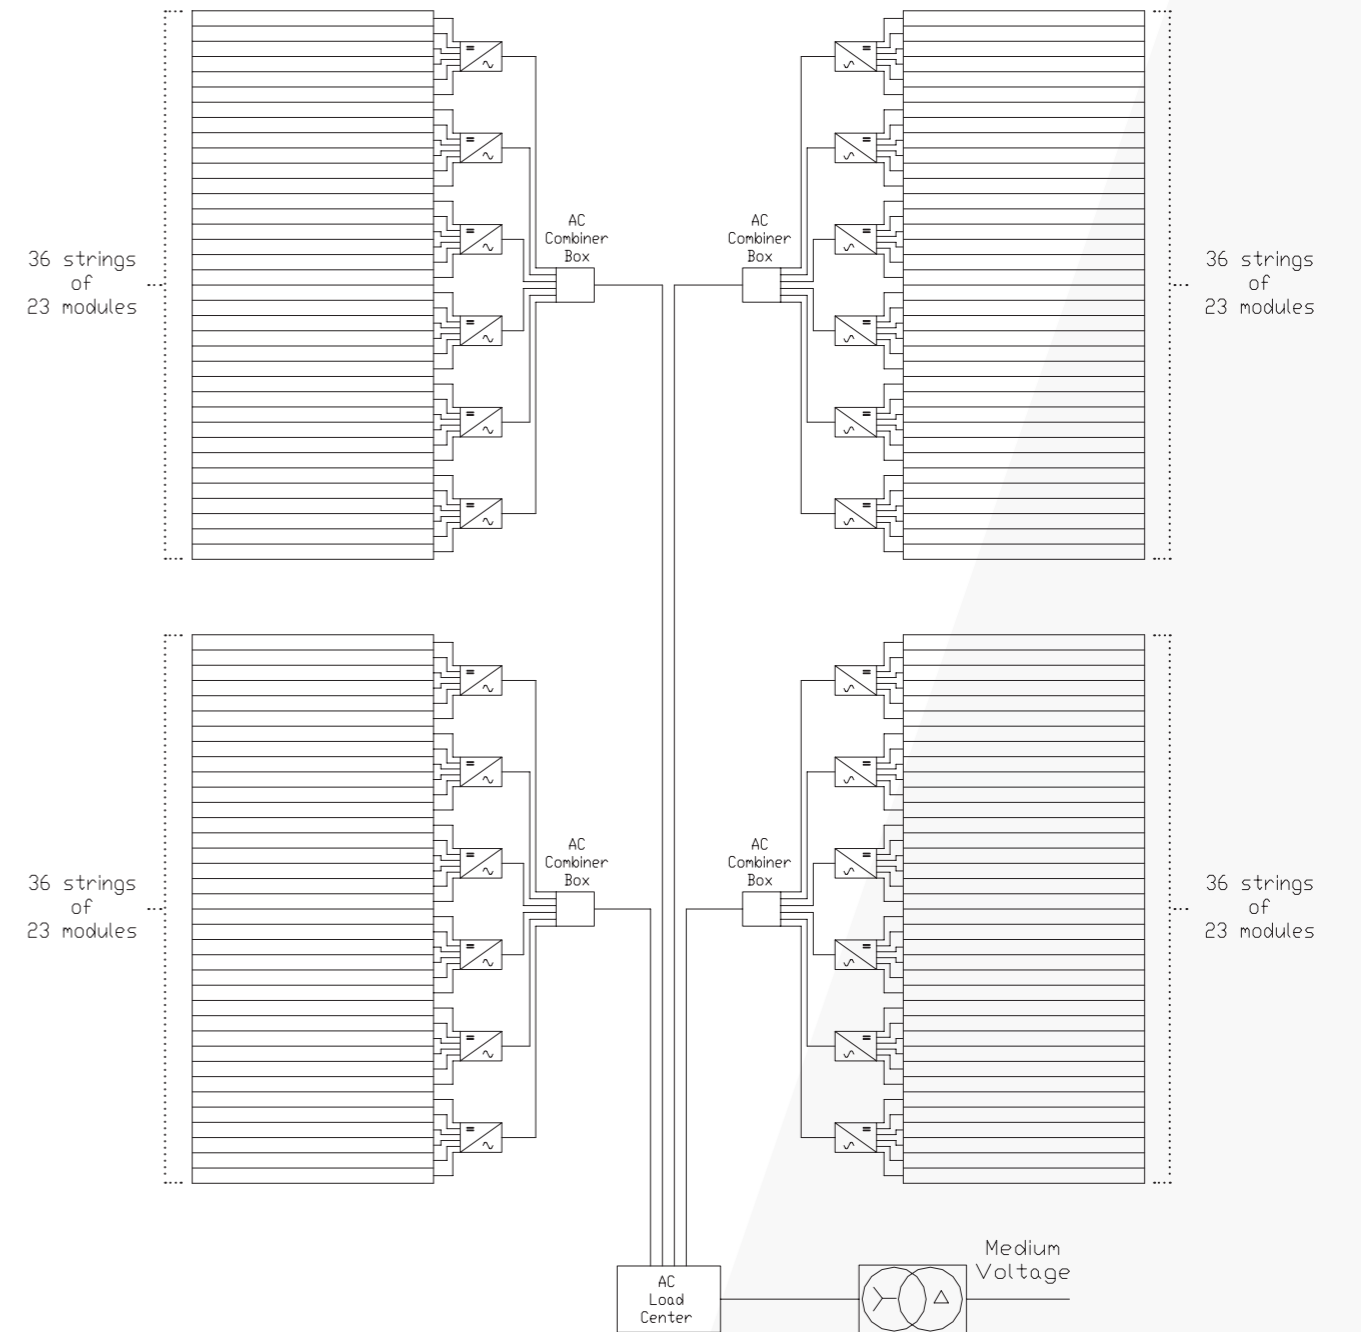 AC
Combiner
Box
AC
Combiner
Box
36 strings
of
23 modules
36 strings
of
23 modules
AC
Combiner
Box
AC
Combiner
Box
36 strings
of
23 modules
36 strings
of
23 modules
Medium
Voltage
AC
Load
Center